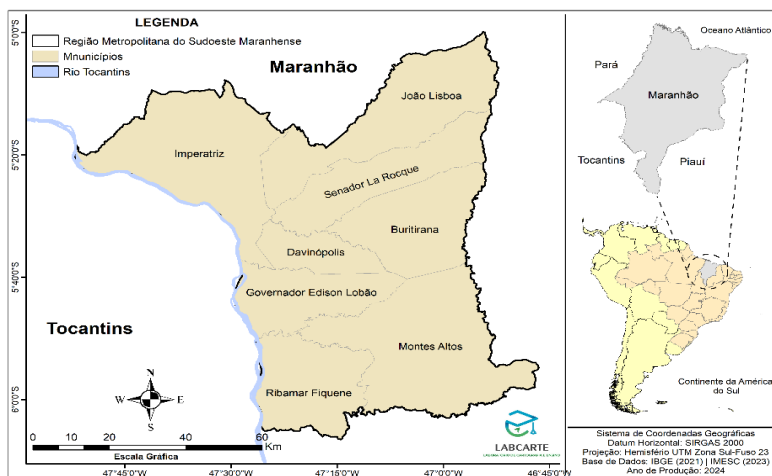 LEGENDA
Região Metropolitana do Sudoeste Maranhense
Mnunicípios
Rio Tocantins
Maranhão
João Lisboa
Imperatriz
Senador La Rocque
Buritirana
Davinópolis
Governador Edison Lobão
Tocantins
Montes Altos
Ribamar Fiquene
N
W
E
S
0 10 20 30 40 60
Km
Escala Gráfica
LABCARTE
5°0'0"S
5°20'0"S
5°40'0"S
6°0'0"S
47°45'0"W
47°30'0"W
47°15'0"W
47°0'0"W
46°45'0"W
Oceano Atlântico
Pará
Maranhão
Tocantins
Piauí
Continente da América
do Sul
Sistema de Coordenadas Geográficas
Datum Horizontal: SIRGAS 2000
Projeção: Hemisfério UTM Zona Sul-Fuso 23
Base de Dados: IBGE (2021) | IMESC (2023)
Ano de Produção: 2024